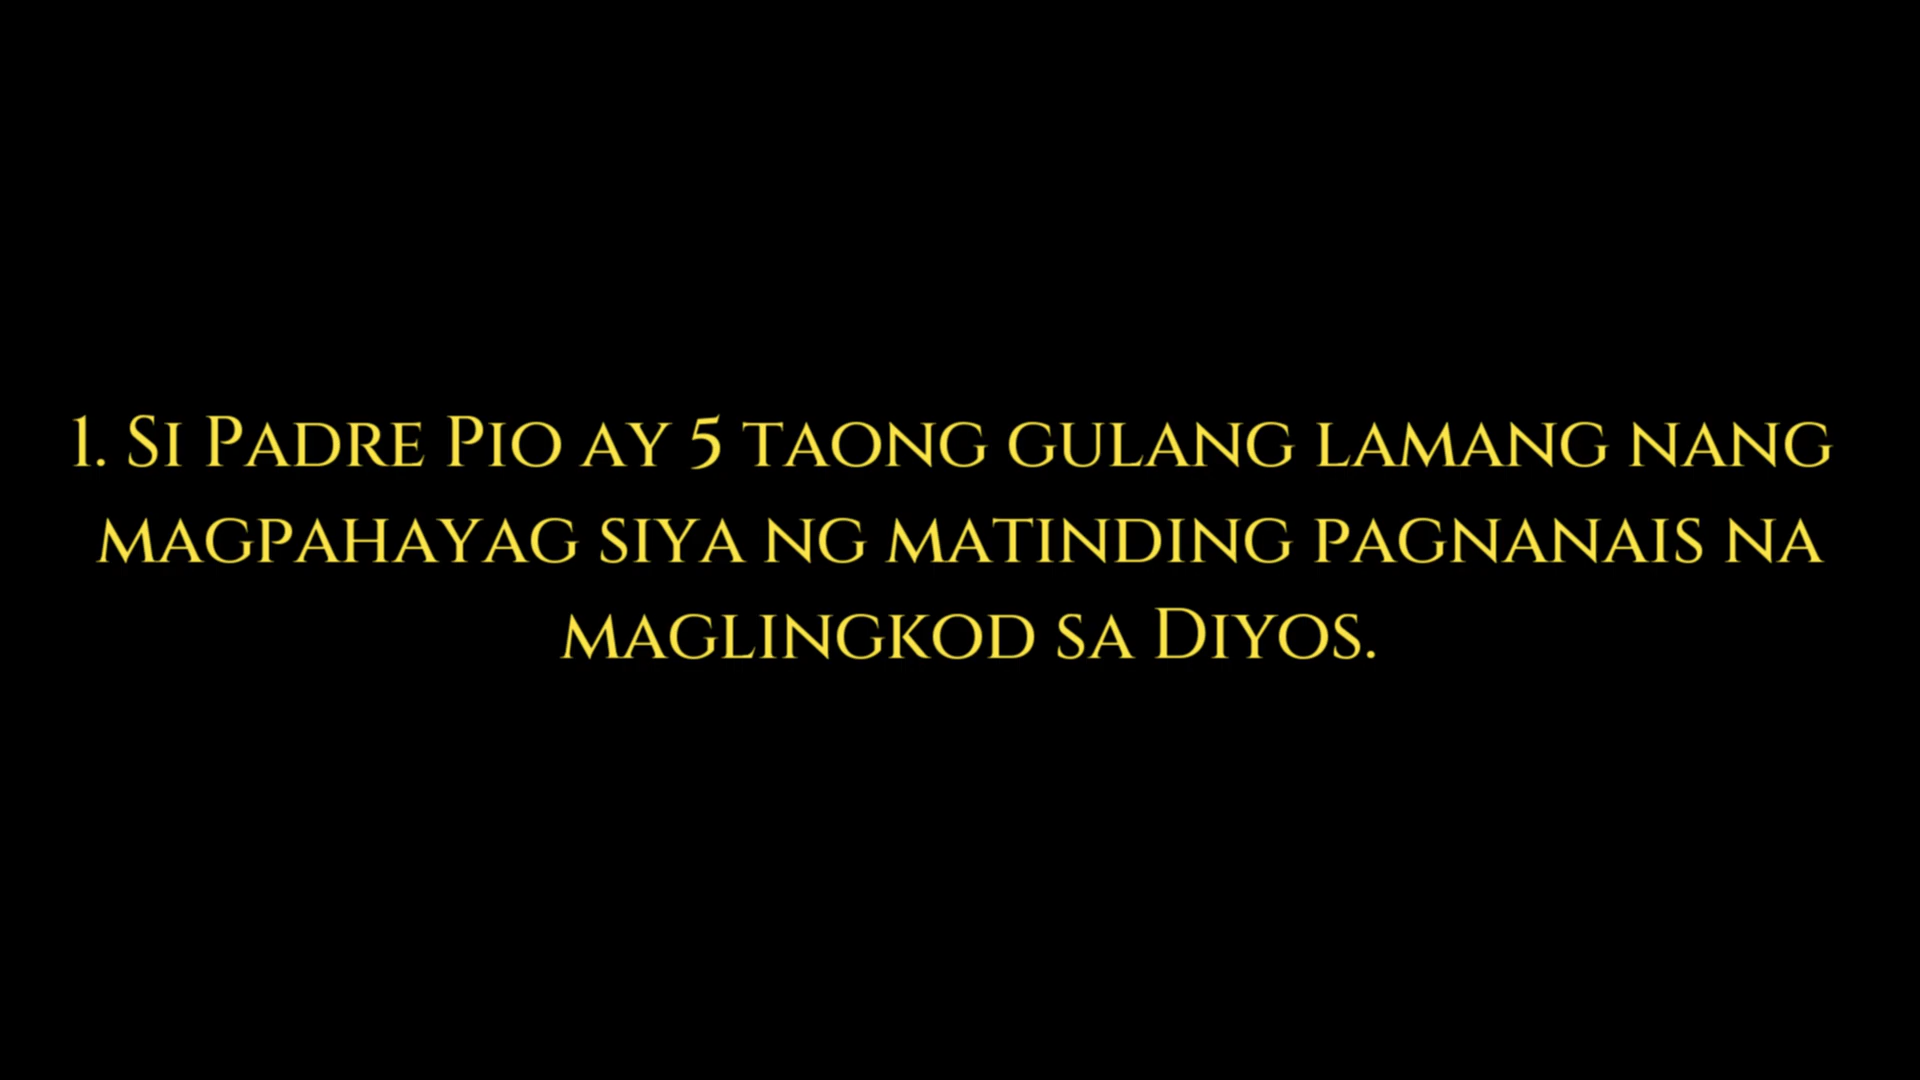 1. Si Padre Pio ay 5 taong gulang lamang nang
magpahayag siya ng matinding pagnanais na
maglingkod sa Diyos.